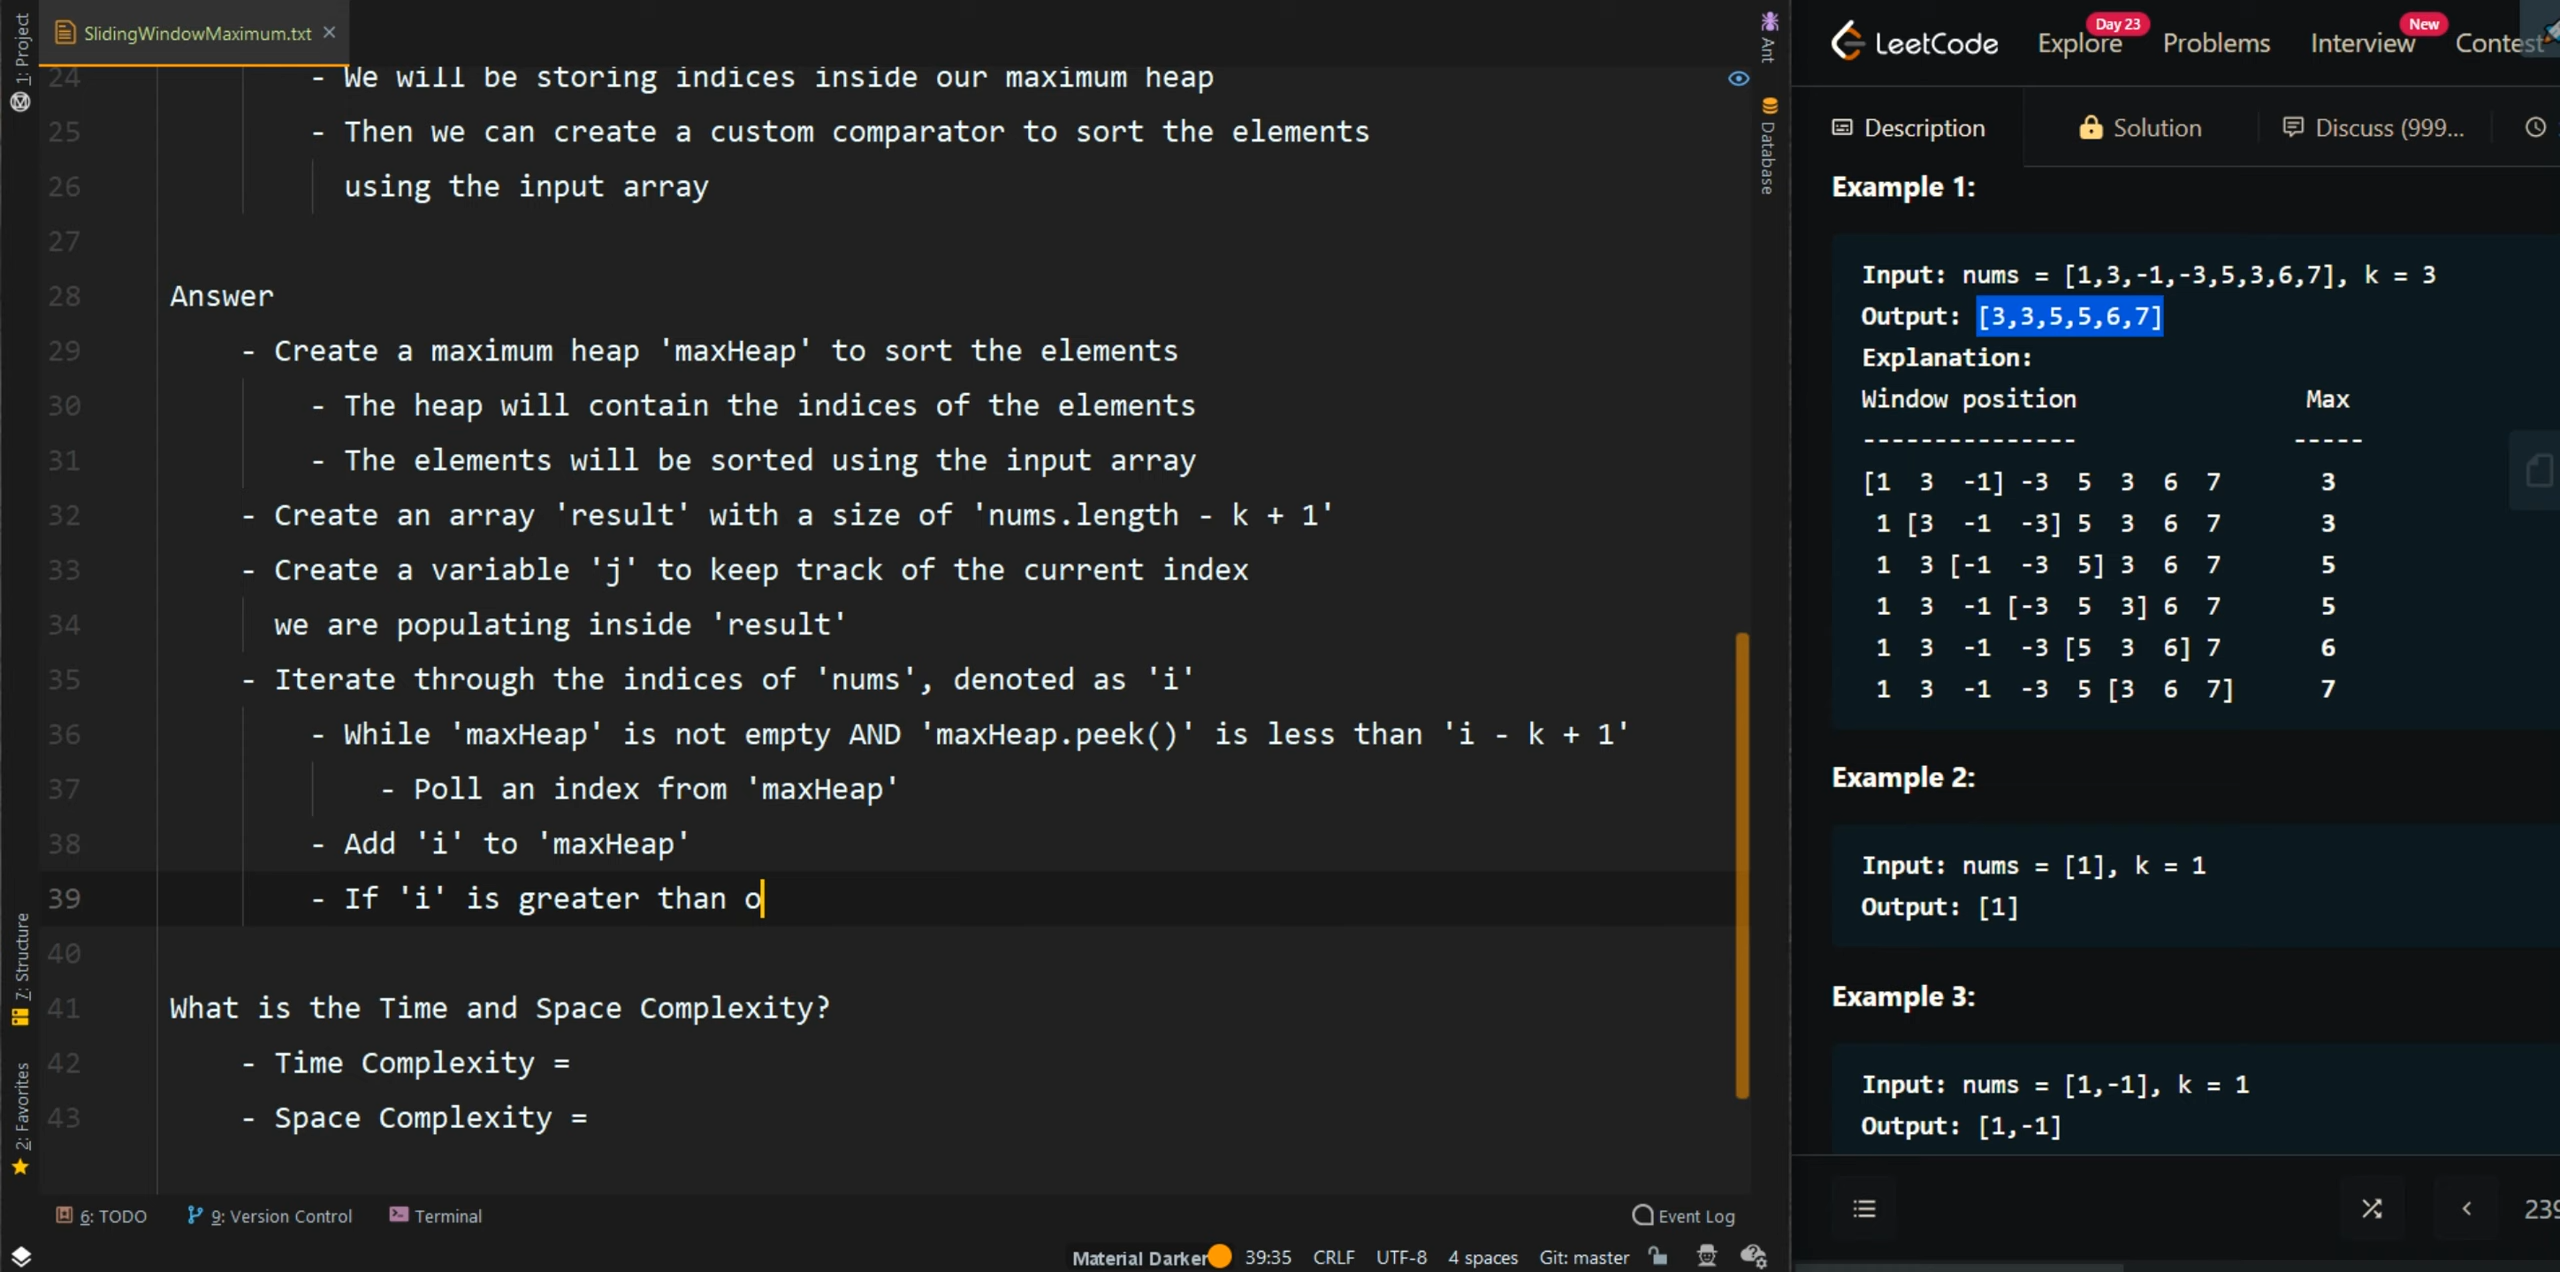 1: Project
SlidingWindowMaximum.txt
24 - We will be storing indices inside our maximum heap
25 - Then we can create a custom comparator to sort the elements
26 using the input array
27
28 Answer
29 - Create a maximum heap 'maxHeap' to sort the elements
30 - The heap will contain the indices of the elements
31 - The elements will be sorted using the input array
32 - Create an array 'result' with a size of 'nums.length - k + 1'
33 - Create a variable 'j' to keep track of the current index
34 we are populating inside 'result'
35 - Iterate through the indices of 'nums', denoted as 'i'
36 - While 'maxHeap' is not empty AND 'maxHeap.peek()' is less than 'i - k + 1'
37 - Poll an index from 'maxHeap'
38 - Add 'i' to 'maxHeap'
39 - If 'i' is greater than o
40
41 What is the Time and Space Complexity?
42 - Time Complexity =
43 - Space Complexity =
7: Structure
2: Favorites
Ant
Database
6: TODO 9: Version Control Terminal Event Log
Material Darker 39:35 CRLF UTF-8 4 spaces Git: master
LeetCode Explore Day 23 Problems Interview New Contest
Description Solution Discuss (999...
Example 1:
Input: nums = [1,3,-1,-3,5,3,6,7], k = 3
Output: [3,3,5,5,6,7]
Explanation:
Window position Max
--------------- -----
[1 3 -1] -3 5 3 6 7 3
1 [3 -1 -3] 5 3 6 7 3
1 3 [-1 -3 5] 3 6 7 5
1 3 -1 [-3 5 3] 6 7 5
1 3 -1 -3 [5 3 6] 7 6
1 3 -1 -3 5 [3 6 7] 7
Example 2:
Input: nums = [1], k = 1
Output: [1]
Example 3:
Input: nums = [1,-1], k = 1
Output: [1,-1]
239